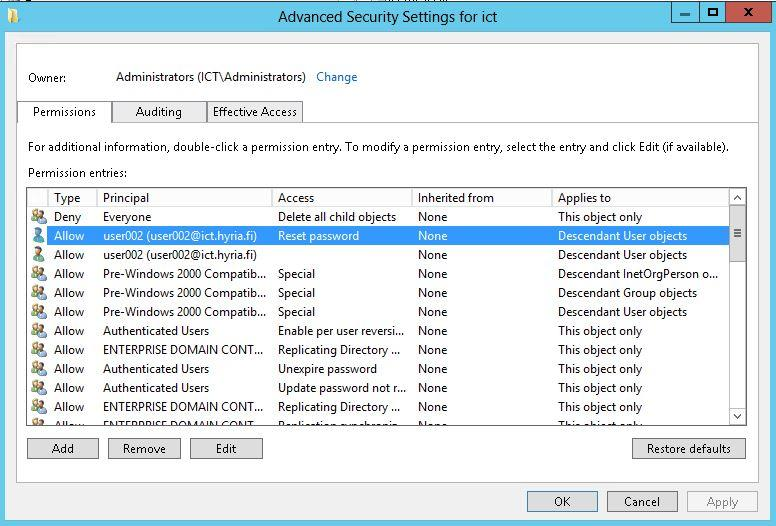 Advanced Security Settings for ict
Owner: Administrators (ICT\Administrators) Change
Permissions Auditing Effective Access
For additional information, double-click a permission entry. To modify a permission entry, select the entry and click Edit (if available).
Permission entries:
Type Principal Access Inherited from Applies to
Deny Everyone Delete all child objects None This object only
Allow user002 (user002@ict.hyria.fi) Reset password None Descendant User objects
Allow user002 (user002@ict.hyria.fi) None Descendant User objects
Allow Pre-Windows 2000 Compatib... Special None Descendant InetOrgPerson o...
Allow Pre-Windows 2000 Compatib... Special None Descendant Group objects
Allow Pre-Windows 2000 Compatib... Special None Descendant User objects
Allow Authenticated Users Enable per user reversi... None This object only
Allow ENTERPRISE DOMAIN CONT... Replicating Directory ... None This object only
Allow Authenticated Users Unexpire password None This object only
Allow Authenticated Users Update password not r... None This object only
Allow ENTERPRISE DOMAIN CONT... Replicating Directory ... None This object only
Allow ENTERPRISE DOMAIN CONT... Replication synchroniz... None This object only
Add Remove Edit Restore defaults
OK Cancel Apply